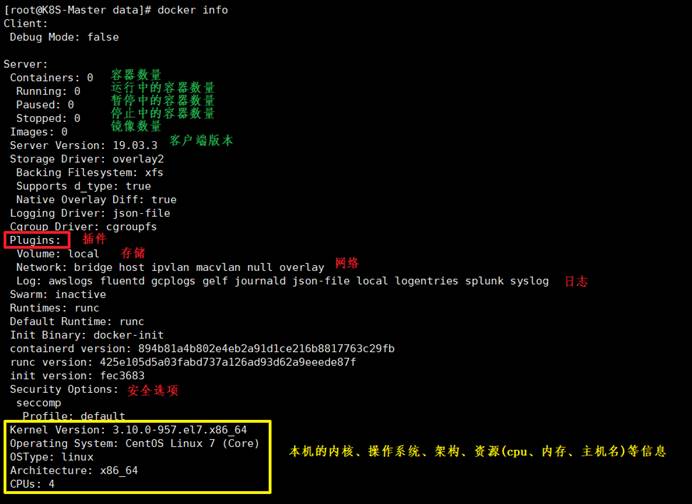 [root@K8S-Master data]# docker info
Client:
Debug Mode: false
Server:
Containers: 0 容器数量
Running: 0 运行中的容器数量
Paused: 0 暂停中的容器数量
Stopped: 0 停止中的容器数量
Images: 0 镜像数量
Server Version: 19.03.3 客户端版本
Storage Driver: overlay2
Backing Filesystem: xfs
Supports d_type: true
Native Overlay Diff: true
Logging Driver: json-file
Cgroup Driver: cgroupfs
Plugins: 插件
Volume: local 存储
Network: bridge host ipvlan macvlan null overlay 网络
Log: awslogs fluentd gcplogs gelf journald json-file local logentries splunk syslog 日志
Swarm: inactive
Runtimes: runc
Default Runtime: runc
Init Binary: docker-init
containerd version: 894b81a4b802e4eb2a91d1ce216b8817763c29fb
runc version: 425e105d5a03fabd737a126ad93d62a9eeede87f
init version: fec3683
Security Options: 安全选项
seccomp
Profile: default
Kernel Version: 3.10.0-957.el7.x86_64
Operating System: CentOS Linux 7 (Core)
OSType: linux
Architecture: x86_64
CPUs: 4
本机的内核、操作系统、架构、资源(cpu、内存、主机名)等信息